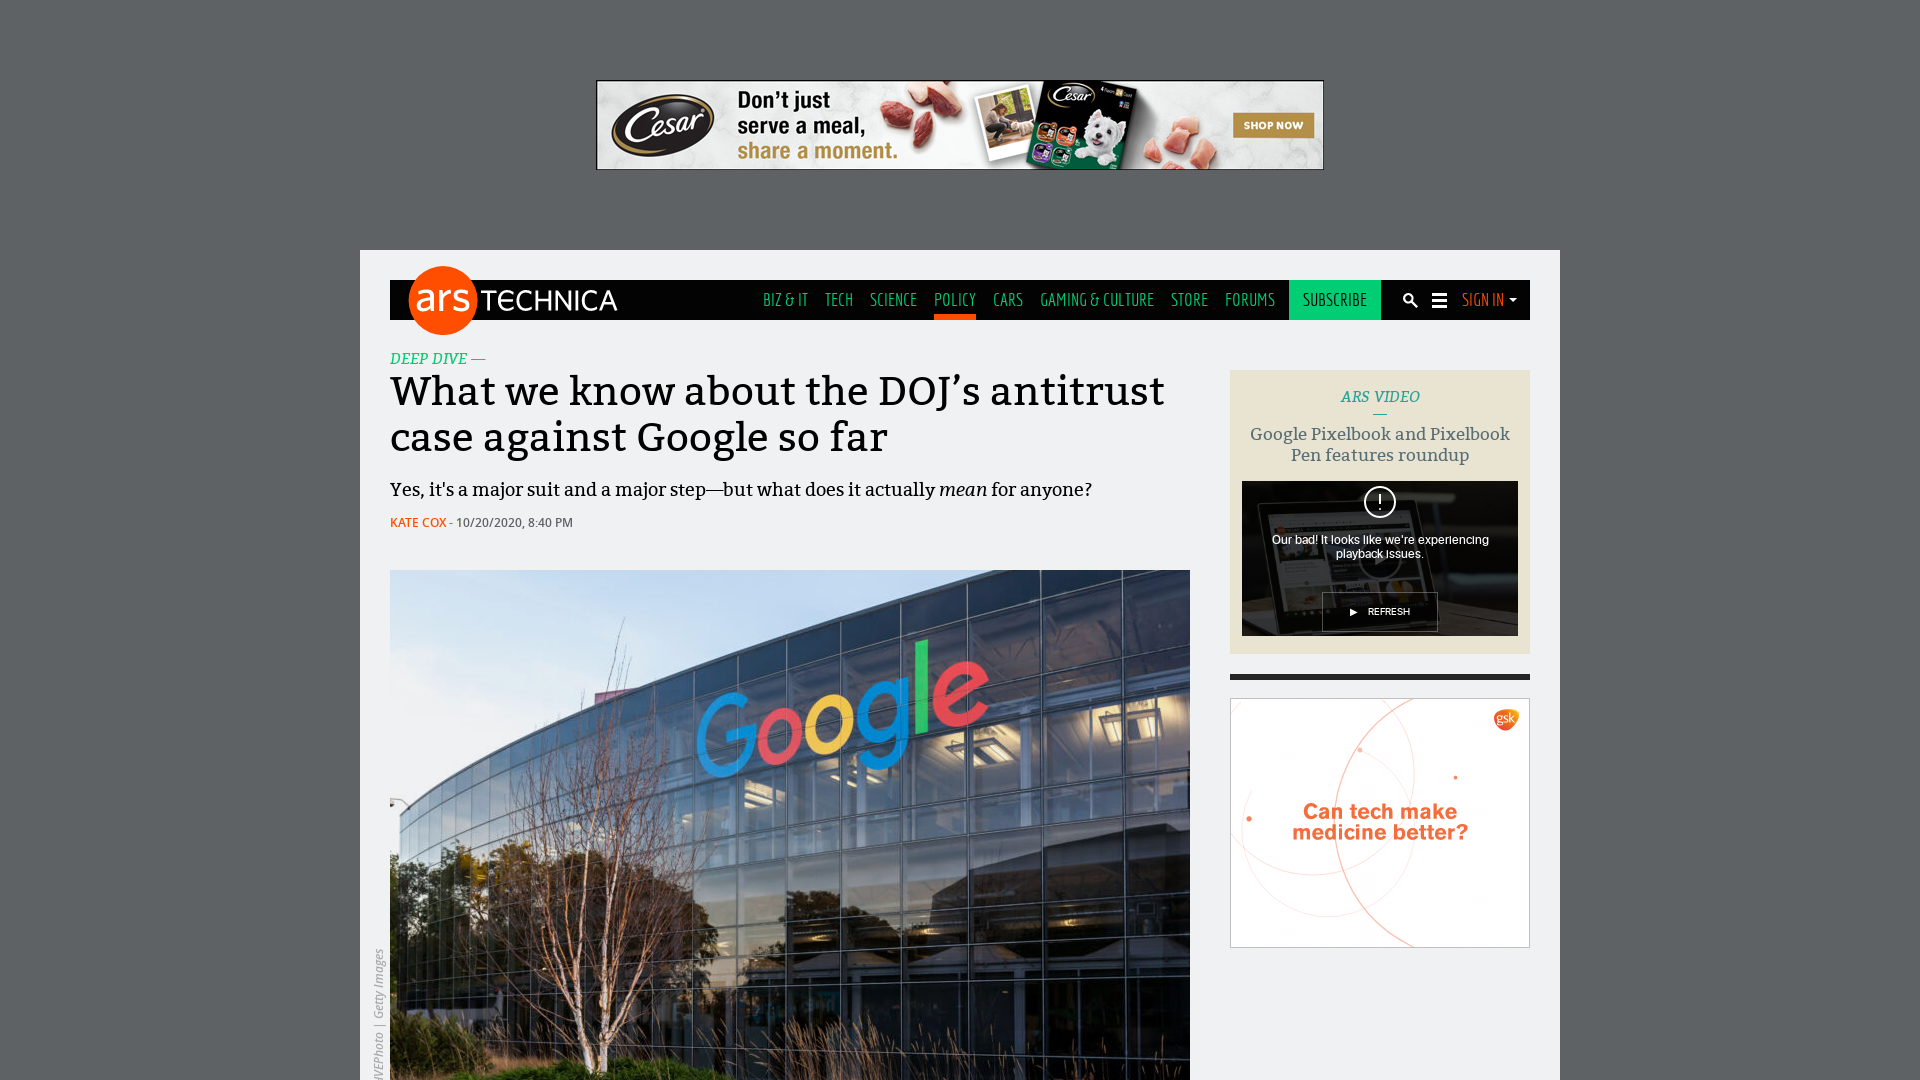 Cesar
Don't just
serve a meal,
share a moment.
Cesar
SHOP NOW
ars TECHNICA
BIZ & IT TECH SCIENCE POLICY CARS GAMING & CULTURE STORE FORUMS SUBSCRIBE SIGN IN
DEEP DIVE —
What we know about the DOJ’s antitrust
case against Google so far
Yes, it's a major suit and a major step—but what does it actually mean for anyone?
KATE COX - 10/20/2020, 8:40 PM
Google
Photo | Getty Images
ARS VIDEO
—
Google Pixelbook and Pixelbook
Pen features roundup
Our bad! It looks like we're experiencing
playback issues.
REFRESH
gsk
Can tech make
medicine better?